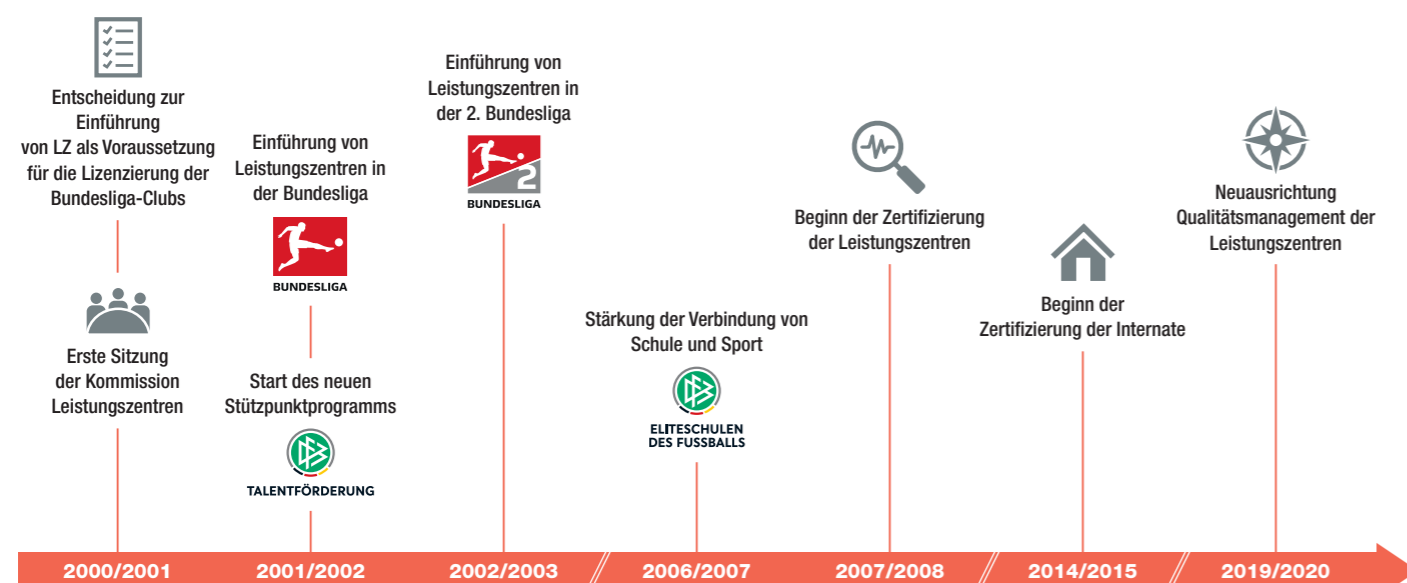 Entscheidung zur
Einführung
von LZ als Voraussetzung
für die Lizenzierung der
Bundesliga-Clubs
Erste Sitzung
der Kommission
Leistungszentren
Einführung von
Leistungszentren in
der Bundesliga
BUNDESLIGA
Start des neuen
Stützpunktprogramms
DFB
TALENTFÖRDERUNG
Einführung von
Leistungszentren in
der 2. Bundesliga
2
BUNDESLIGA
Stärkung der Verbindung von
Schule und Sport
DFB
ELITESCHULEN
DES FUSSBALLS
Beginn der Zertifizierung
der Leistungszentren
Beginn der
Zertifizierung der Internate
Neuausrichtung
Qualitätsmanagement der
Leistungszentren
2000/2001
2001/2002
2002/2003
2006/2007
2007/2008
2014/2015
2019/2020